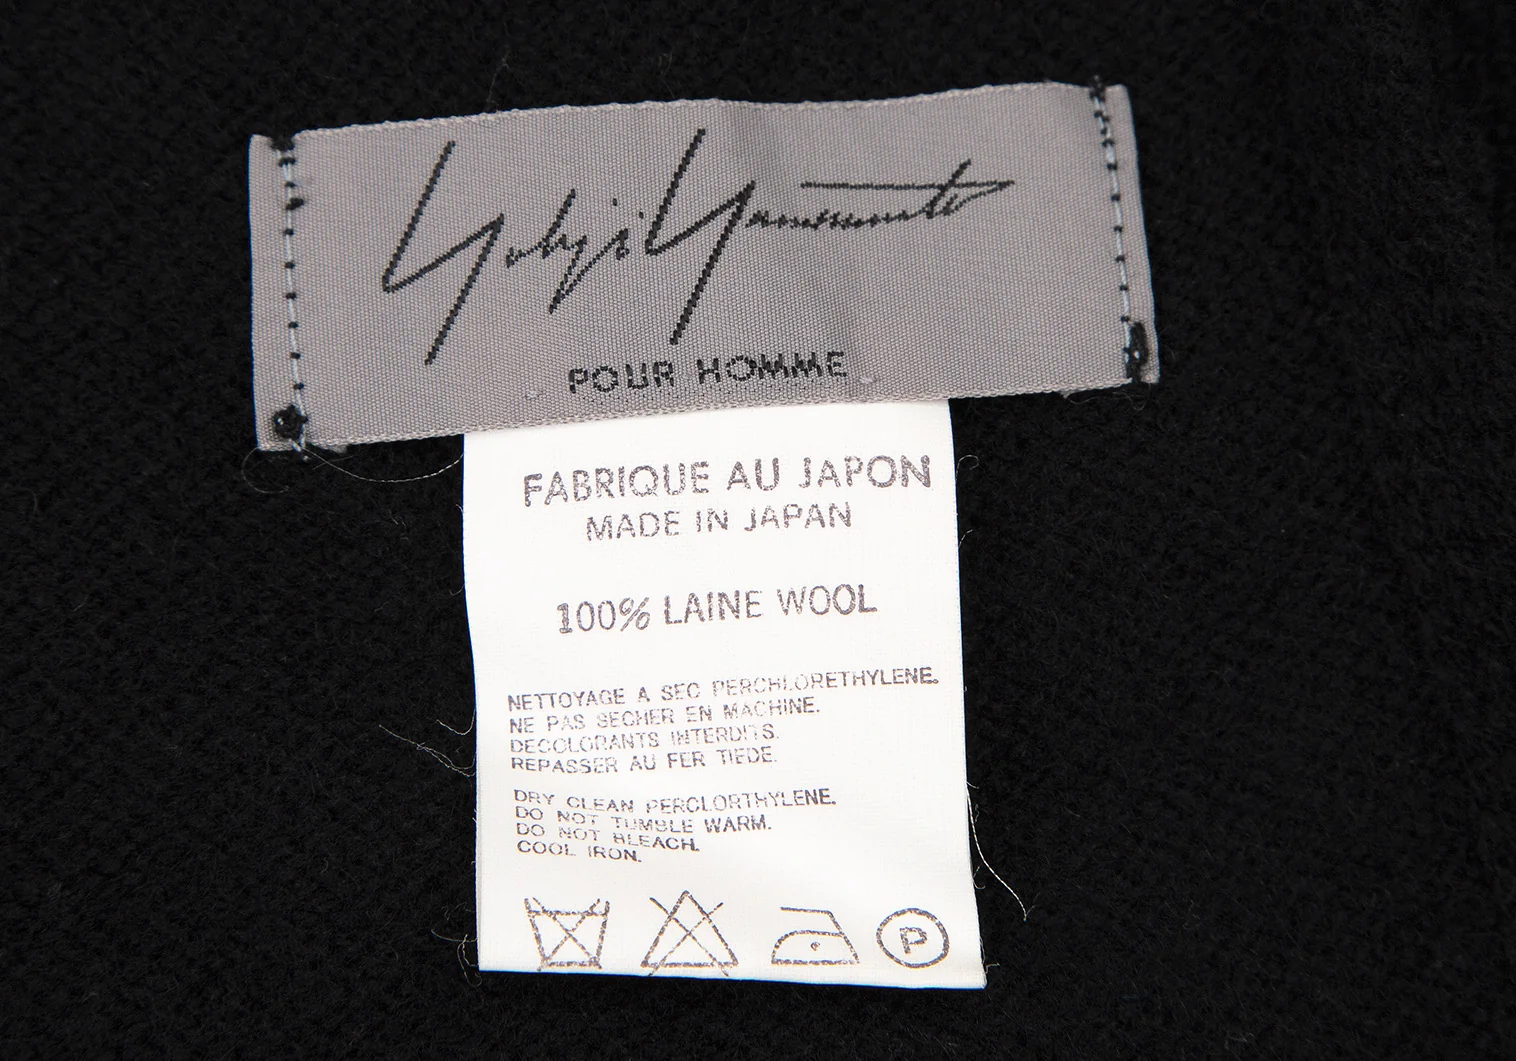 Yohji Yamamoto
POUR HOMME
FABRIQUE AU JAPON
MADE IN JAPAN
100% LAINE WOOL
NETTOYAGE A SEC PERCHLORETHYLENE.
NE PAS SECHER EN MACHINE.
DECOLORANTS INTERDITS.
REPASSER AU FER TIEDE.
DRY CLEAN PERCLORTHYLENE.
DO NOT TUMBLE WARM.
DO NOT BLEACH.
COOL IRON.
P